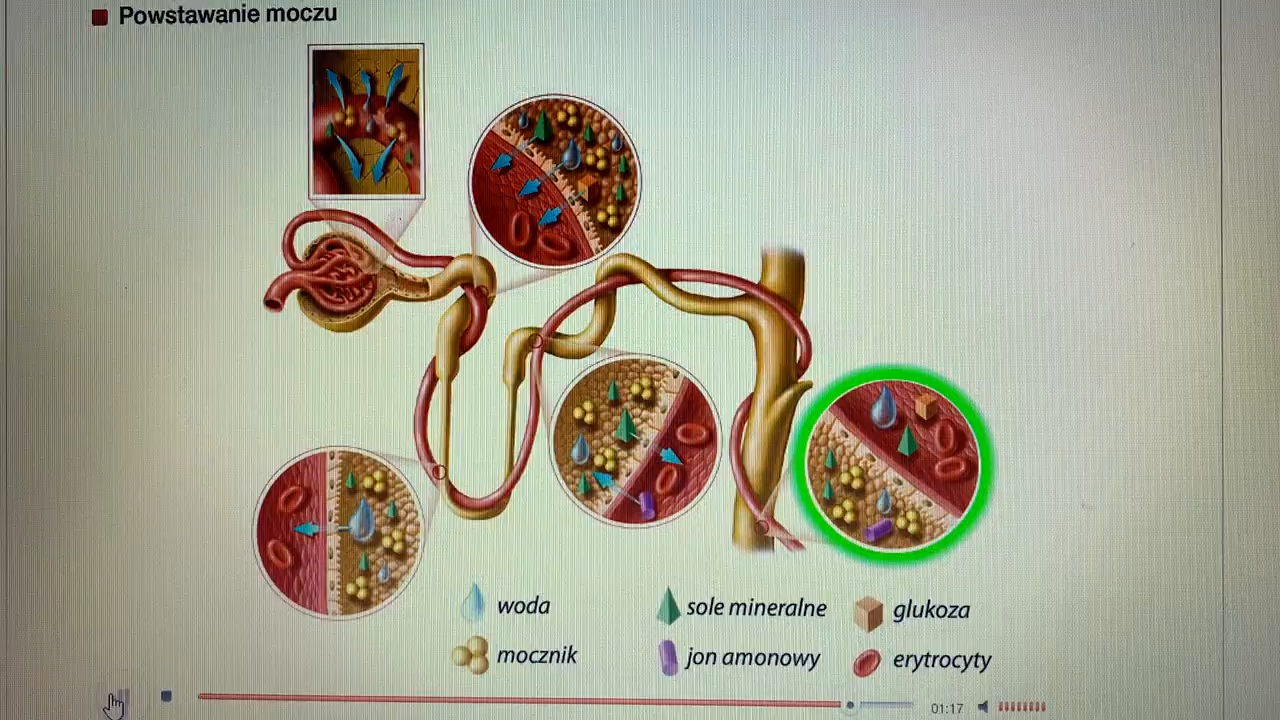 Powstawanie moczu
woda
sole mineralne
glukoza
mocznik
jon amonowy
erytrocyty
01:17